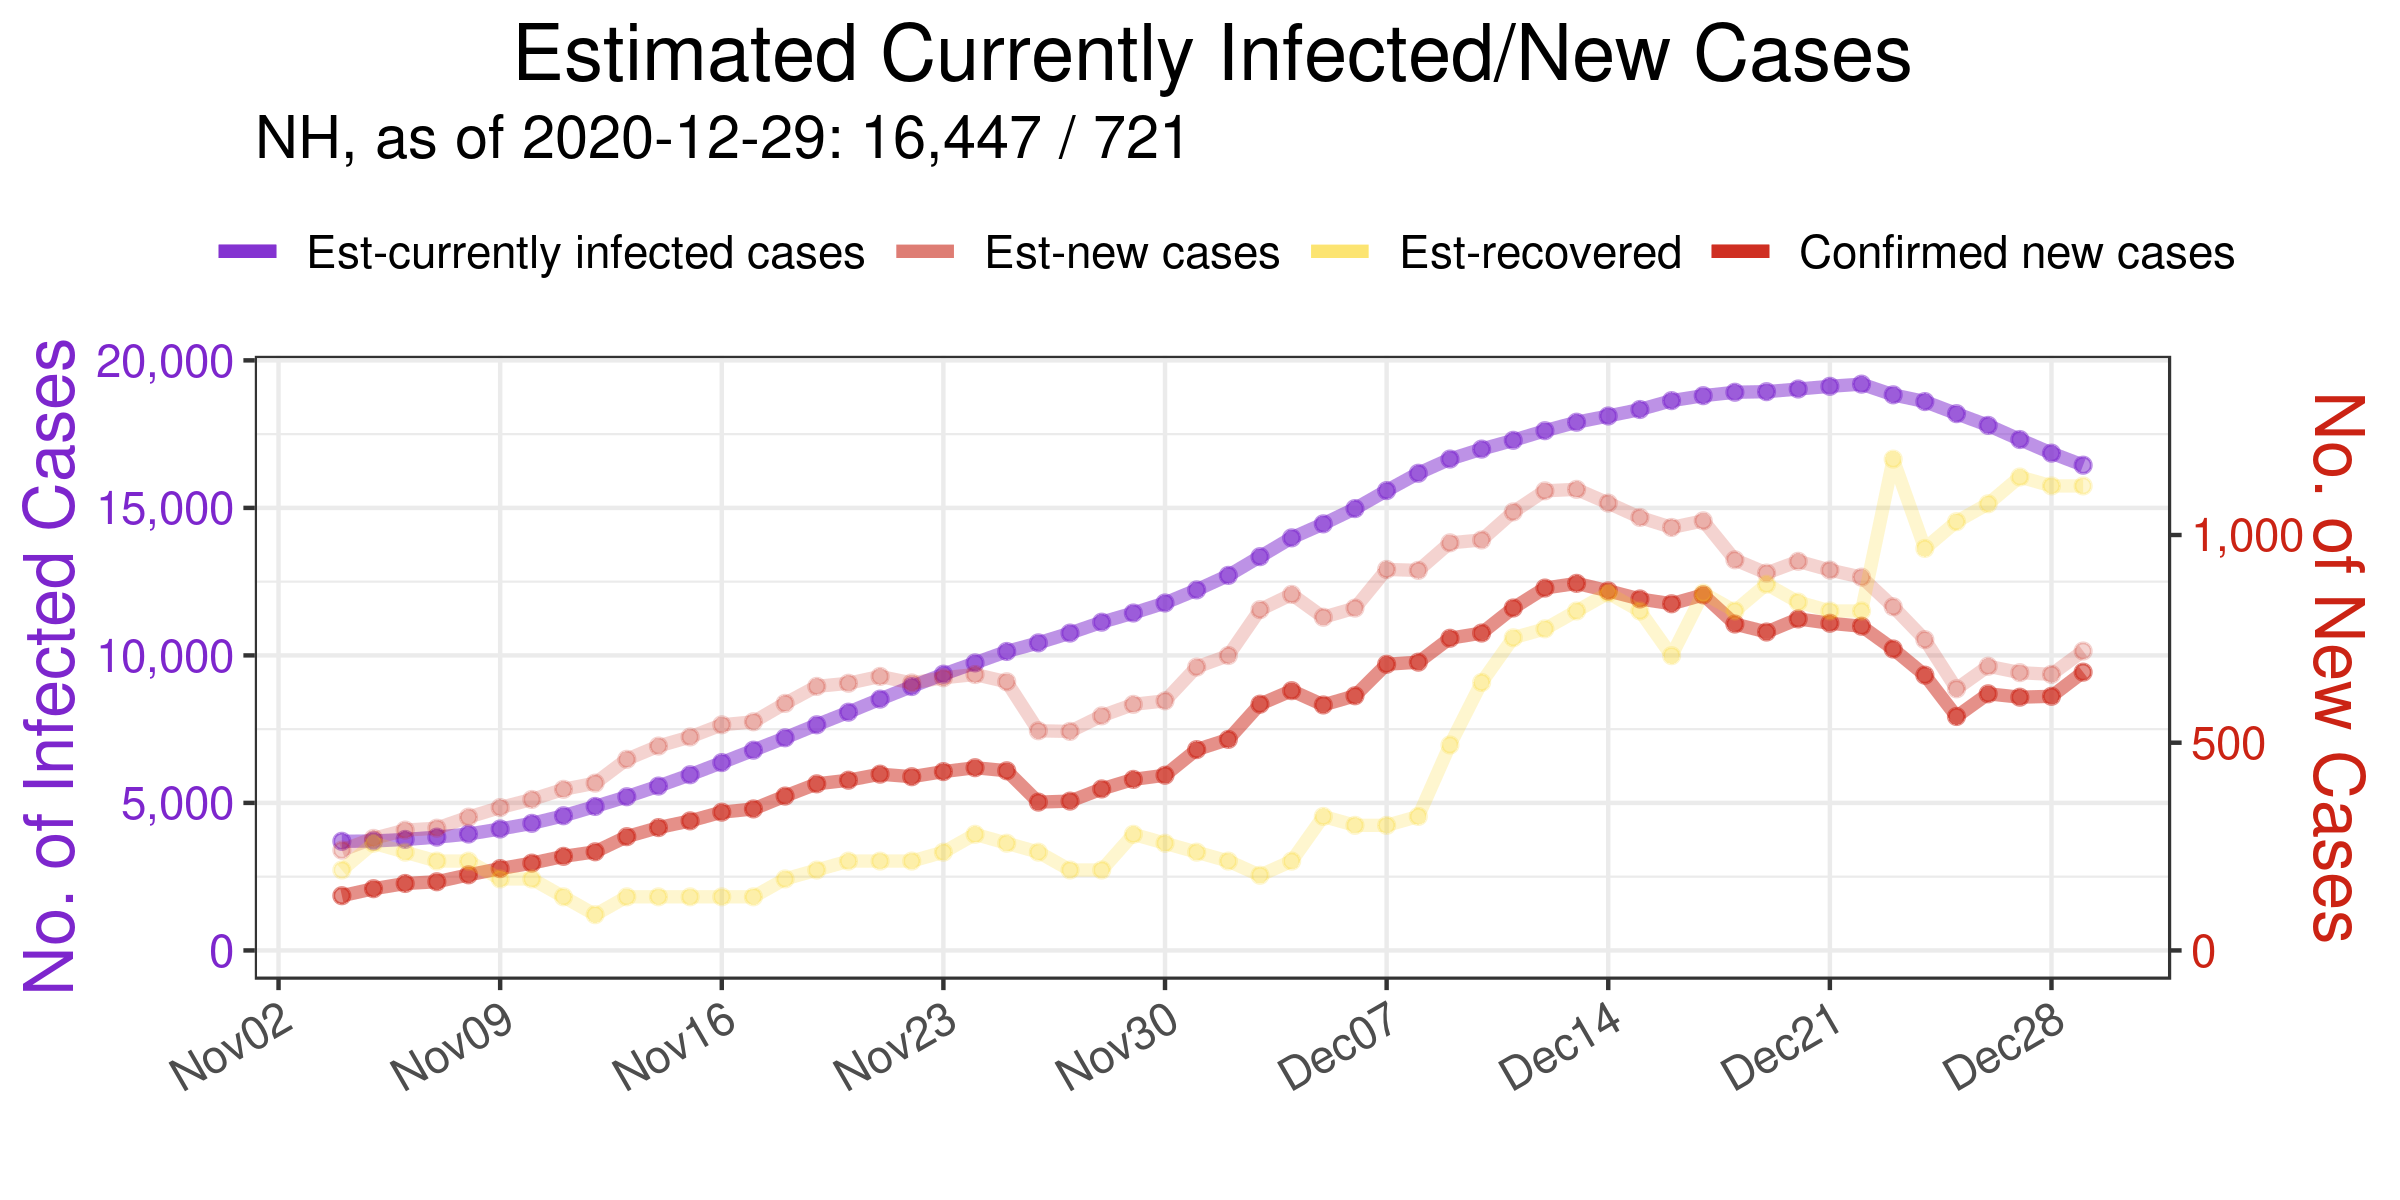 Estimated Currently Infected/New Cases
NH, as of 2020-12-29: 16,447 / 721
Est-currently infected cases Est-new cases Est-recovered Confirmed new cases
No. of Infected Cases
20,000
15,000
10,000
5,000
0
1,000
500
0
No. of New Cases
Nov02 Nov09 Nov16 Nov23 Nov30 Dec07 Dec14 Dec21 Dec28